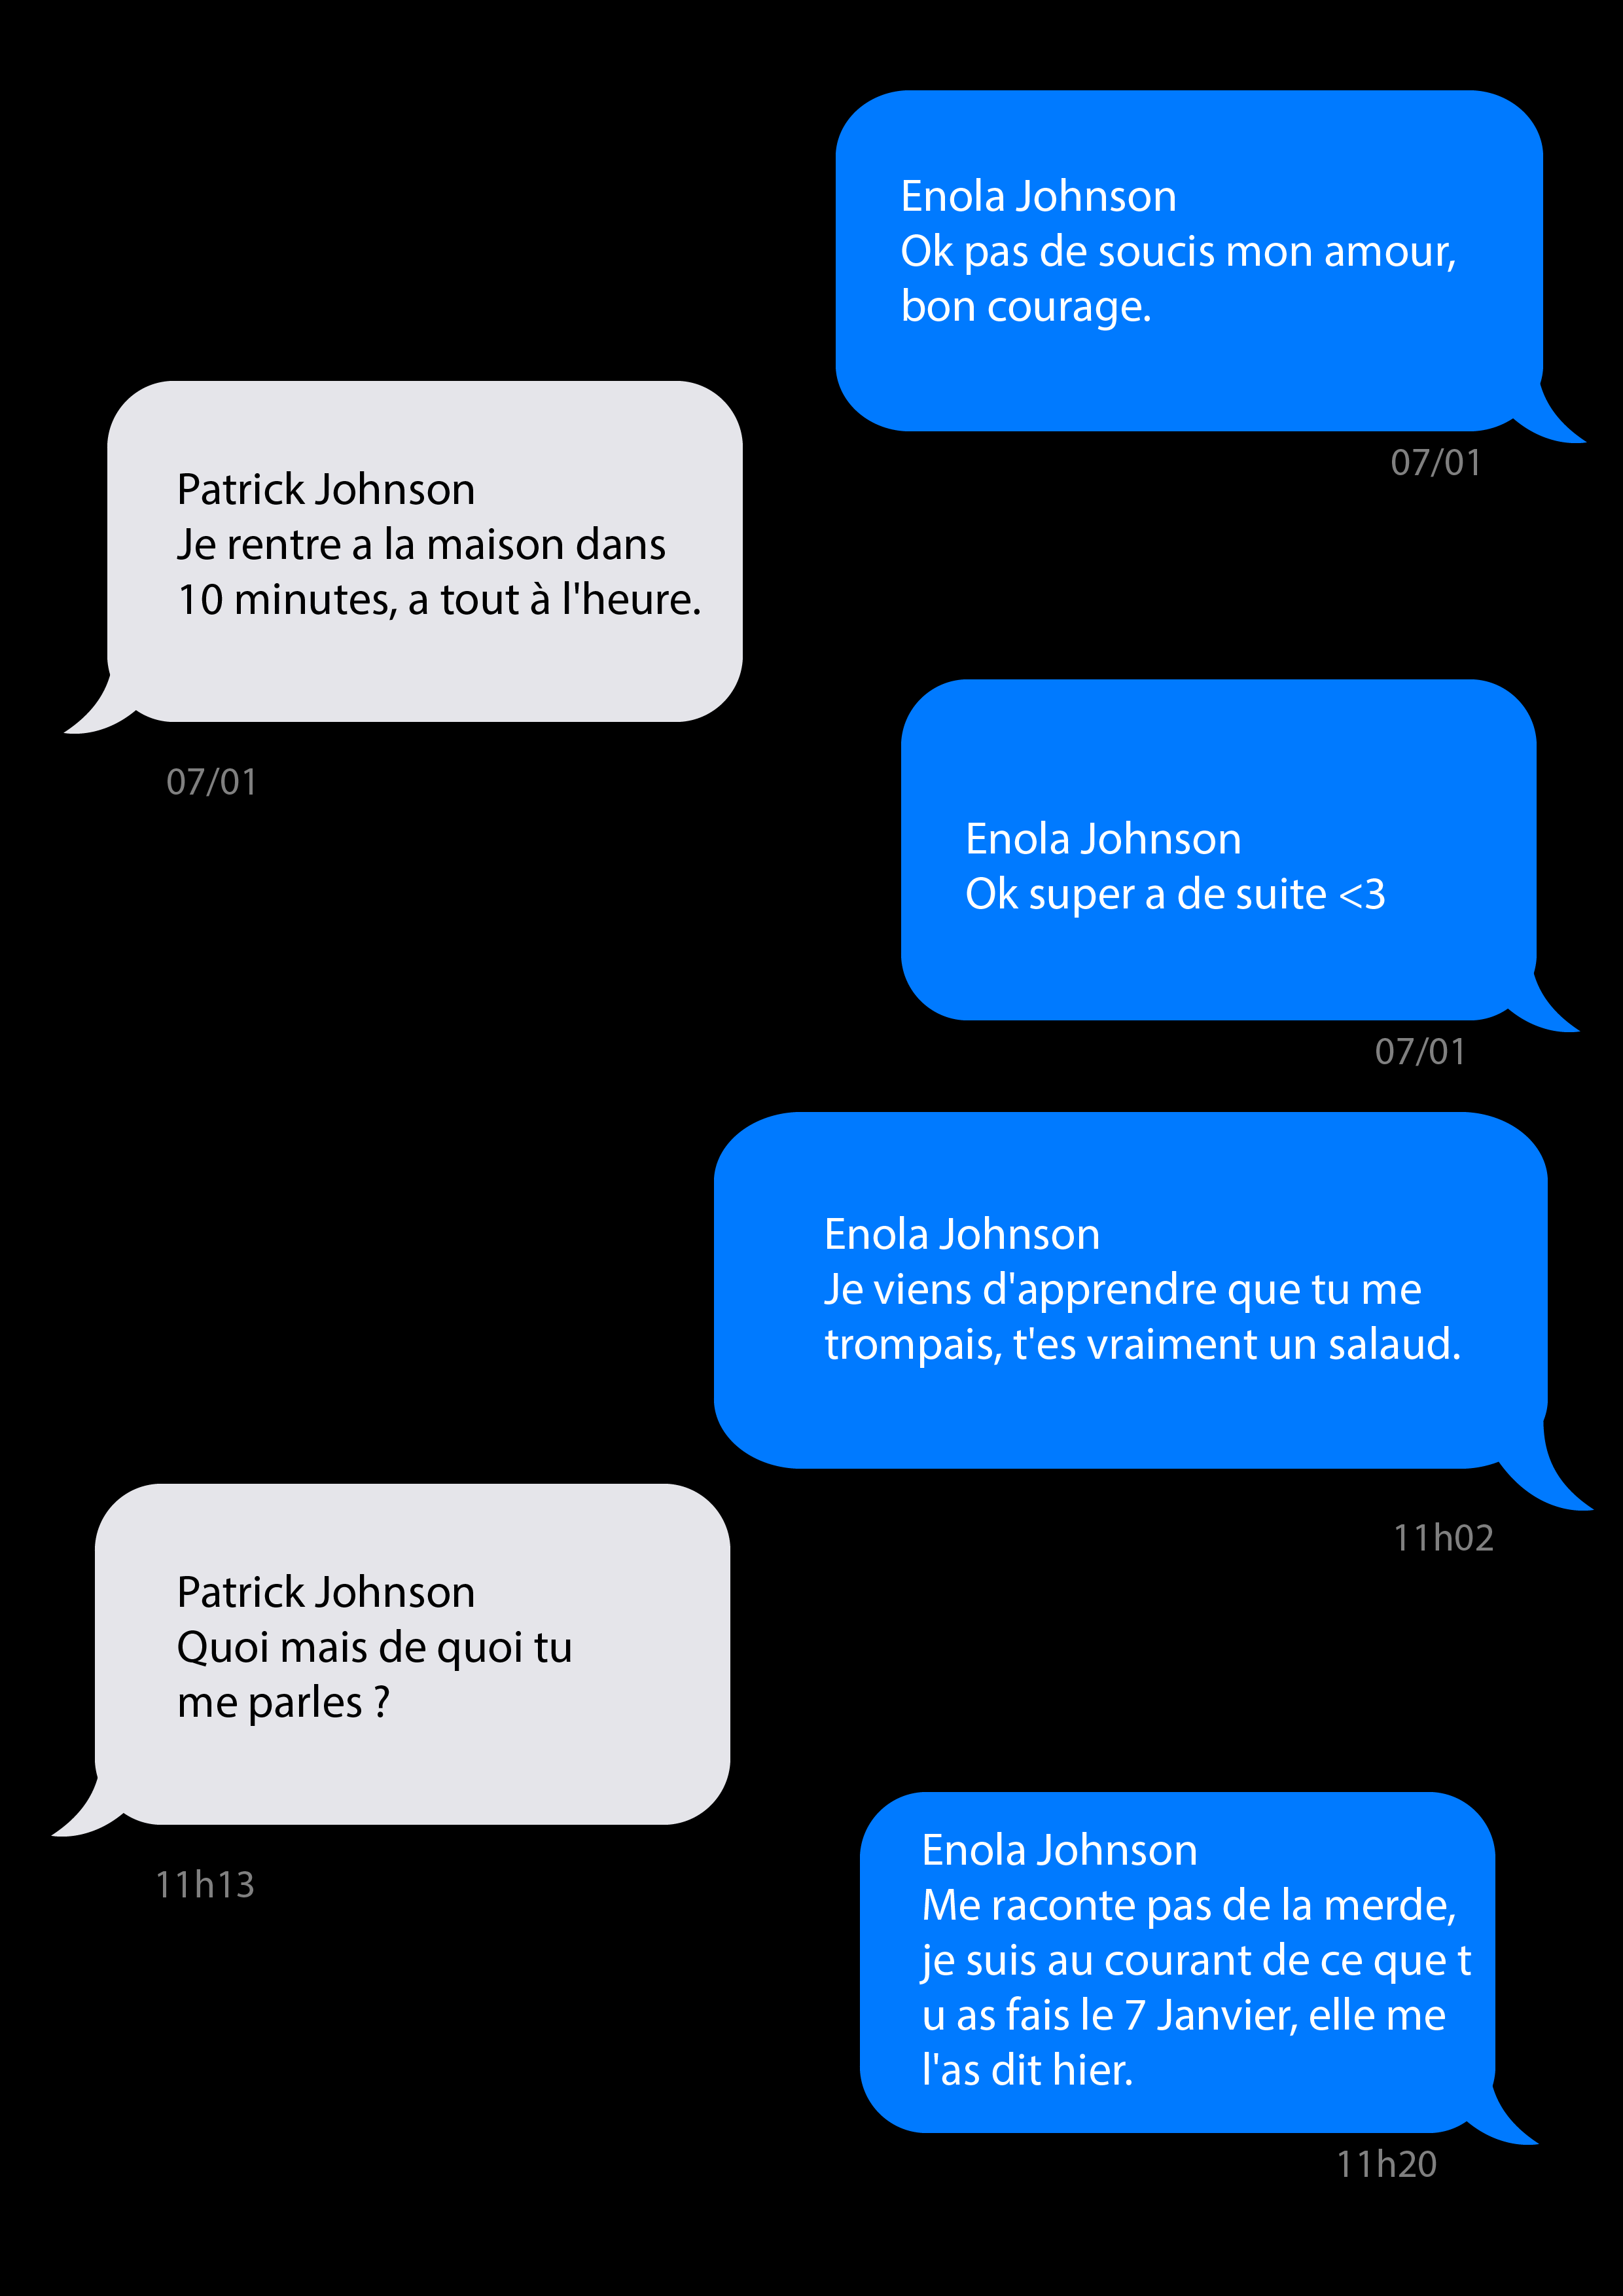 Enola Johnson
Ok pas de soucis mon amour,
bon courage.
07/01
Patrick Johnson
Je rentre a la maison dans
10 minutes, a tout à l'heure.
07/01
Enola Johnson
Ok super a de suite <3
07/01
Enola Johnson
Je viens d'apprendre que tu me
trompais, t'es vraiment un salaud.
11h02
Patrick Johnson
Quoi mais de quoi tu
me parles ?
11h13
Enola Johnson
Me raconte pas de la merde,
je suis au courant de ce que t
u as fais le 7 Janvier, elle me
l'as dit hier.
11h20